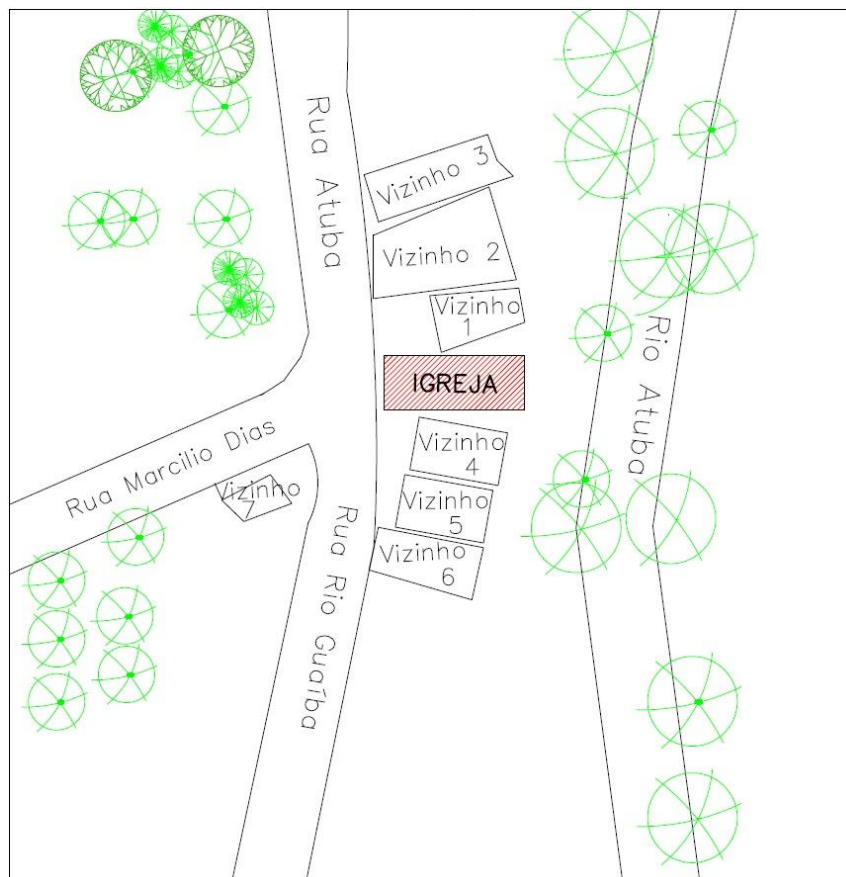 Rua Atuba
Vizinho 3
Vizinho 2
Vizinho
1
IGREJA
Rio Atuba
Rua Marcilio Dias
Vizinho
4
Vizinho
7
Vizinho
5
Rua Rio Guaíba
Vizinho
6